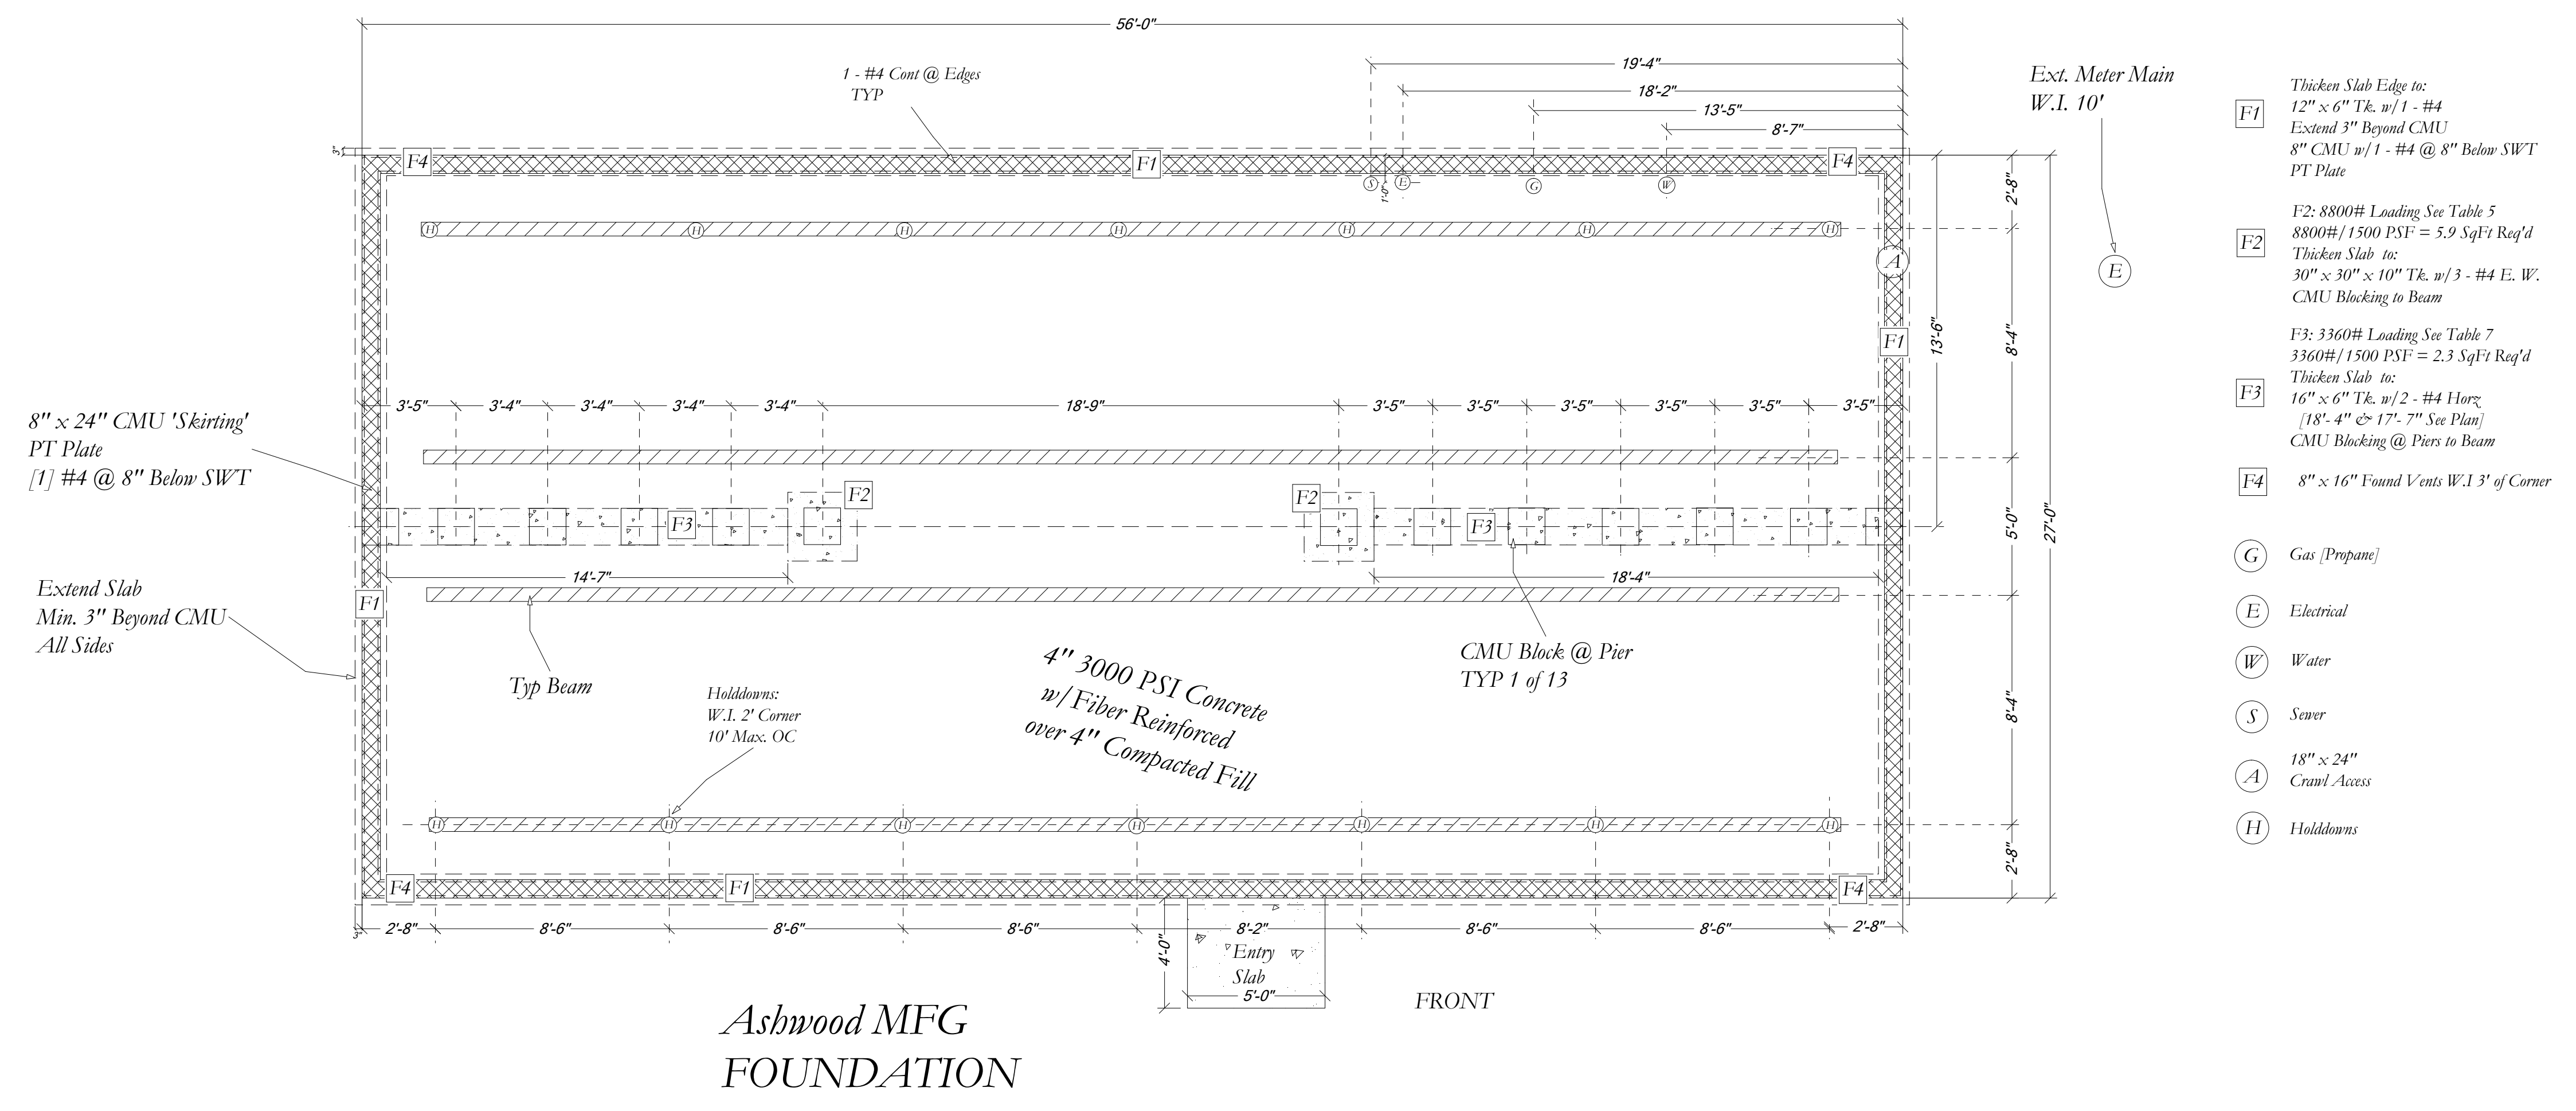 56'-0"
19'-4"
18'-2"
13'-5"
8'-7"
1 - #4 Cont @ Edges
TYP
Ext. Meter Main
W.I. 10'
E
3"
F4
F1
F4
S
E
G
W
1'-0"
H
H
H
H
H
H
H
A
F1
2'-8"
8'-4"
13'-6"
5'-0"
27'-0"
8'-4"
2'-8"
3'-5"
3'-4"
3'-4"
3'-4"
3'-4"
18'-9"
3'-5"
3'-5"
3'-5"
3'-5"
3'-5"
3'-5"
8" x 24" CMU 'Skirting'
PT Plate
[1] #4 @ 8" Below SWT
F2
F2
F3
F3
14'-7"
18'-4"
Extend Slab
Min. 3" Beyond CMU
All Sides
F1
Typ Beam
CMU Block @ Pier
TYP 1 of 13
Holddowns:
W.I. 2' Corner
10' Max. OC
4" 3000 PSI Concrete
w/ Fiber Reinforced
over 4" Compacted Fill
H
H
H
H
H
H
H
F4
F1
F4
3"
2'-8"
8'-6"
8'-6"
8'-6"
8'-2"
8'-6"
8'-6"
2'-8"
4'-0"
Entry
Slab
5'-0"
FRONT
Ashwood MFG
FOUNDATION
F1
Thicken Slab Edge to:
12" x 6" Tk. w/1 - #4
Extend 3" Beyond CMU
8" CMU w/1 - #4 @ 8" Below SWT
PT Plate
F2
F2: 8800# Loading See Table 5
8800#/1500 PSF = 5.9 SqFt Req'd
Thicken Slab to:
30" x 30" x 10" Tk. w/3 - #4 E. W.
CMU Blocking to Beam
F3
F3: 3360# Loading See Table 7
3360#/1500 PSF = 2.3 SqFt Req'd
Thicken Slab to:
16" x 6" Tk. w/2 - #4 Horz
[18'- 4" & 17'- 7" See Plan]
CMU Blocking @ Piers to Beam
F4 8" x 16" Found Vents W.I 3' of Corner
G Gas [Propane]
E Electrical
W Water
S Sewer
A
18" x 24"
Crawl Access
H Holddowns